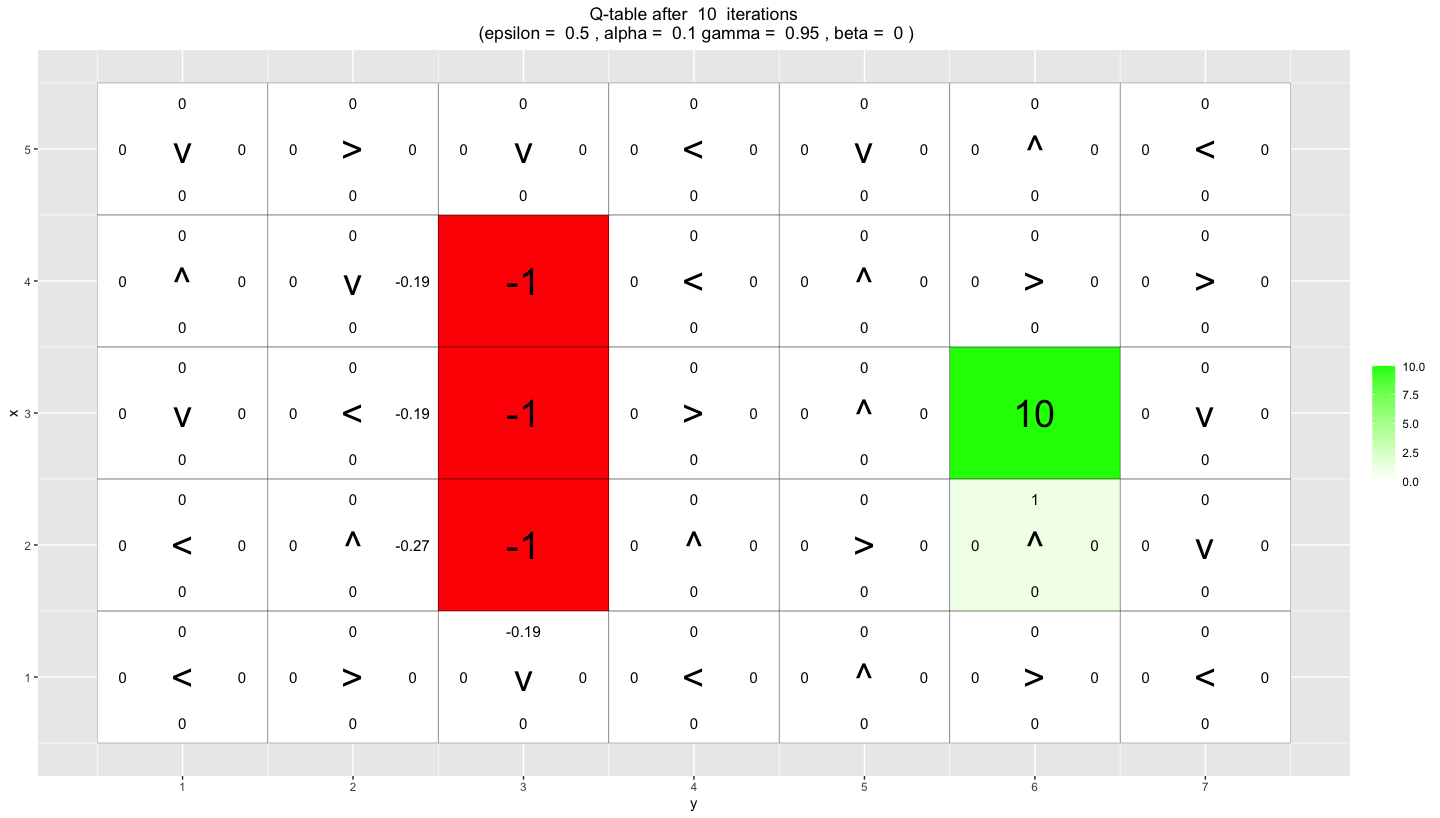 Q-table after  10  iterations
(epsilon =  0.5 , alpha =  0.1 gamma =  0.95 , beta =  0 )
0 0 0 0 0 0 0
5 0 v 0 0 > 0 0 v 0 0 < 0 0 v 0 0 ^ 0 0 < 0
0 0 0 0 0 0 0
0 0 0 0 0 0
4 0 ^ 0 0 v -0.19 -1 0 < 0 0 ^ 0 0 > 0 0 > 0
0 0 0 0 0 0
0 0 0 0 0
x 3 0 v 0 0 < -0.19 -1 0 > 0 0 ^ 0 10 0 v 0
0 0 0 0 0
0 0 0 0 1 0
2 0 < 0 0 ^ -0.27 -1 0 ^ 0 0 > 0 0 ^ 0 0 v 0
0 0 0 0 0 0
0 0 -0.19 0 0 0 0
1 0 < 0 0 > 0 0 v 0 0 < 0 0 ^ 0 0 > 0 0 < 0
0 0 0 0 0 0 0
1 2 3 4 5 6 7
y
10.0
7.5
5.0
2.5
0.0